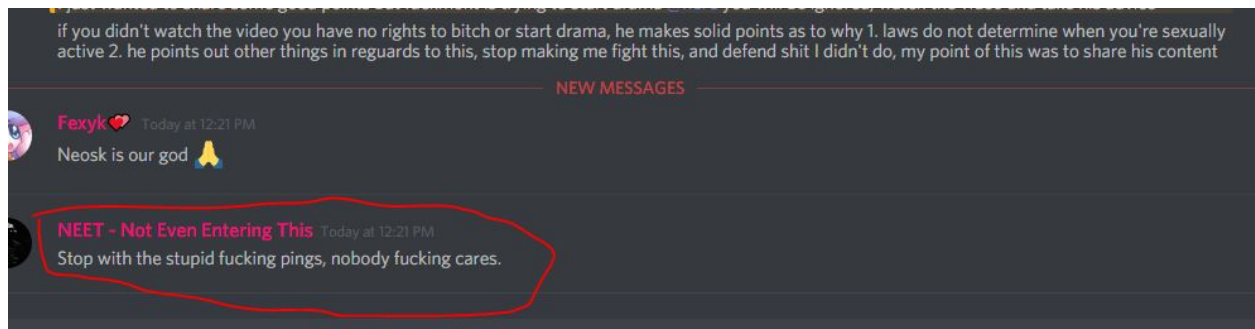 if you didn't watch the video you have no rights to bitch or start drama, he makes solid points as to why 1. laws do not determine when you're sexually
active 2. he points out other things in reguards to this, stop making me fight this, and defend shit I didn't do, my point of this was to share his content
NEW MESSAGES
Fexyk💕 Today at 12:21 PM
Neosk is our god 🙏
NEET - Not Even Entering This Today at 12:21 PM
Stop with the stupid fucking pings, nobody fucking cares.